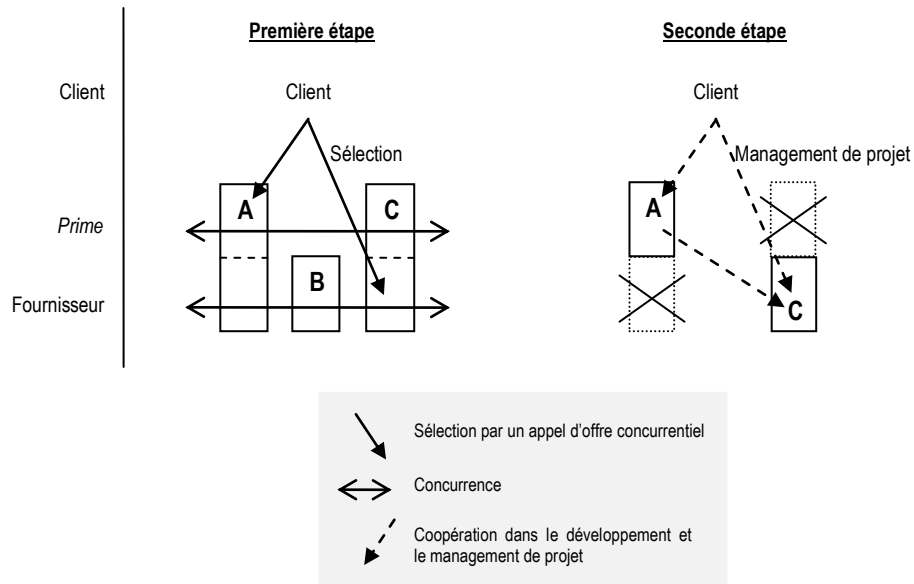 Première étape
Seconde étape
Client
Client
Client
Sélection
Management de projet
Prime
A
C
A
B
Fournisseur
C
Sélection par un appel d’offre concurrentiel
Concurrence
Coopération dans le développement et
le management de projet